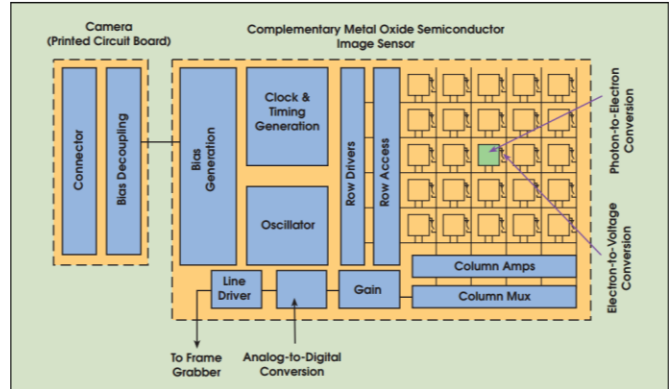 Camera
(Printed Circuit Board)
Complementary Metal Oxide Semiconductor
Image Sensor
Connector
Bias Decoupling
Bias
Generation
Clock &
Timing
Generation
Oscillator
Row Drivers
Row Access
Photon-to-Electron
Conversion
Electron-to-Voltage
Conversion
Column Amps
Column Mux
Line
Driver
Gain
To Frame
Grabber
Analog-to-Digital
Conversion